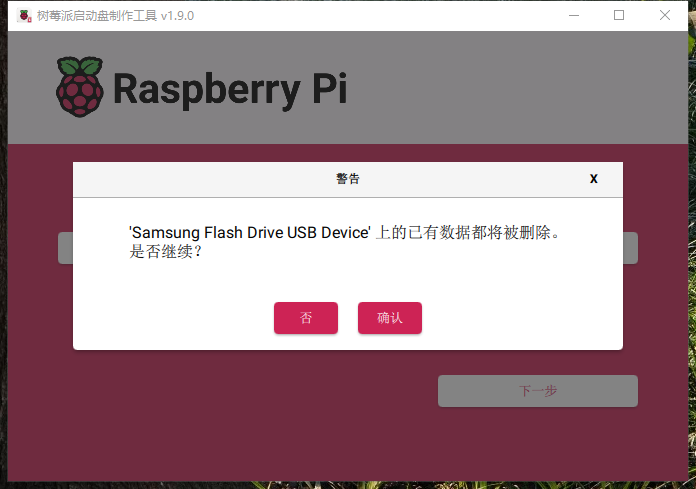 树莓派启动盘制作工具 v1.9.0
Raspberry Pi
警告
X
'Samsung Flash Drive USB Device' 上的已有数据都将被删除。
是否继续?
否
确认
下一步